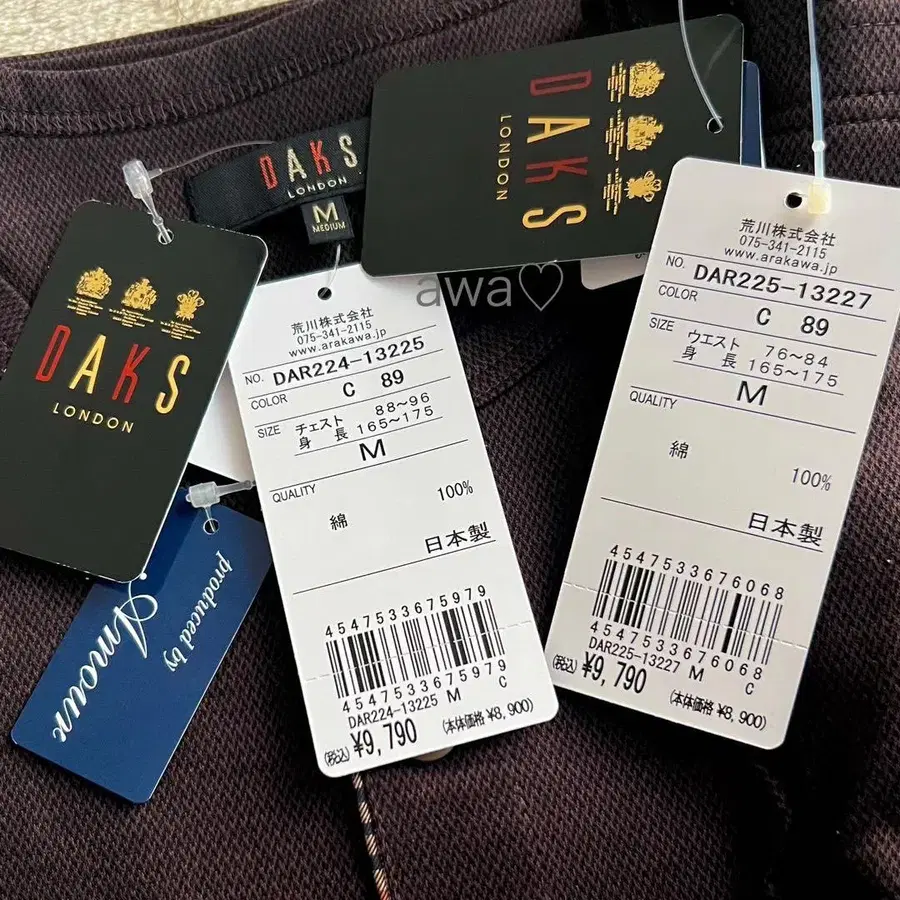 DAKS
LONDON
M
MEDIUM
DAKS
LONDON
DAKS
LONDON
awa♡
produced by
Amour
荒川株式会社
075-341-2115
www.arakawa.jp
NO. DAR224-13225
COLOR C 89
SIZE チェスト 88~96
身長 165~175
M
QUALITY
綿 100%
日本製
4547533675979
4547533675979
DAR224-13225 M C
(税込) ¥9,790 (本体価格 ¥8,900)
荒川株式会社
075-341-2115
www.arakawa.jp
NO. DAR225-13227
COLOR C 89
SIZE ウエスト 76~84
身長 165~175
M
QUALITY
綿 100%
日本製
4547533676068
4547533676068
DAR225-13227 M C
(税込) ¥9,790 (本体価格 ¥8,900)